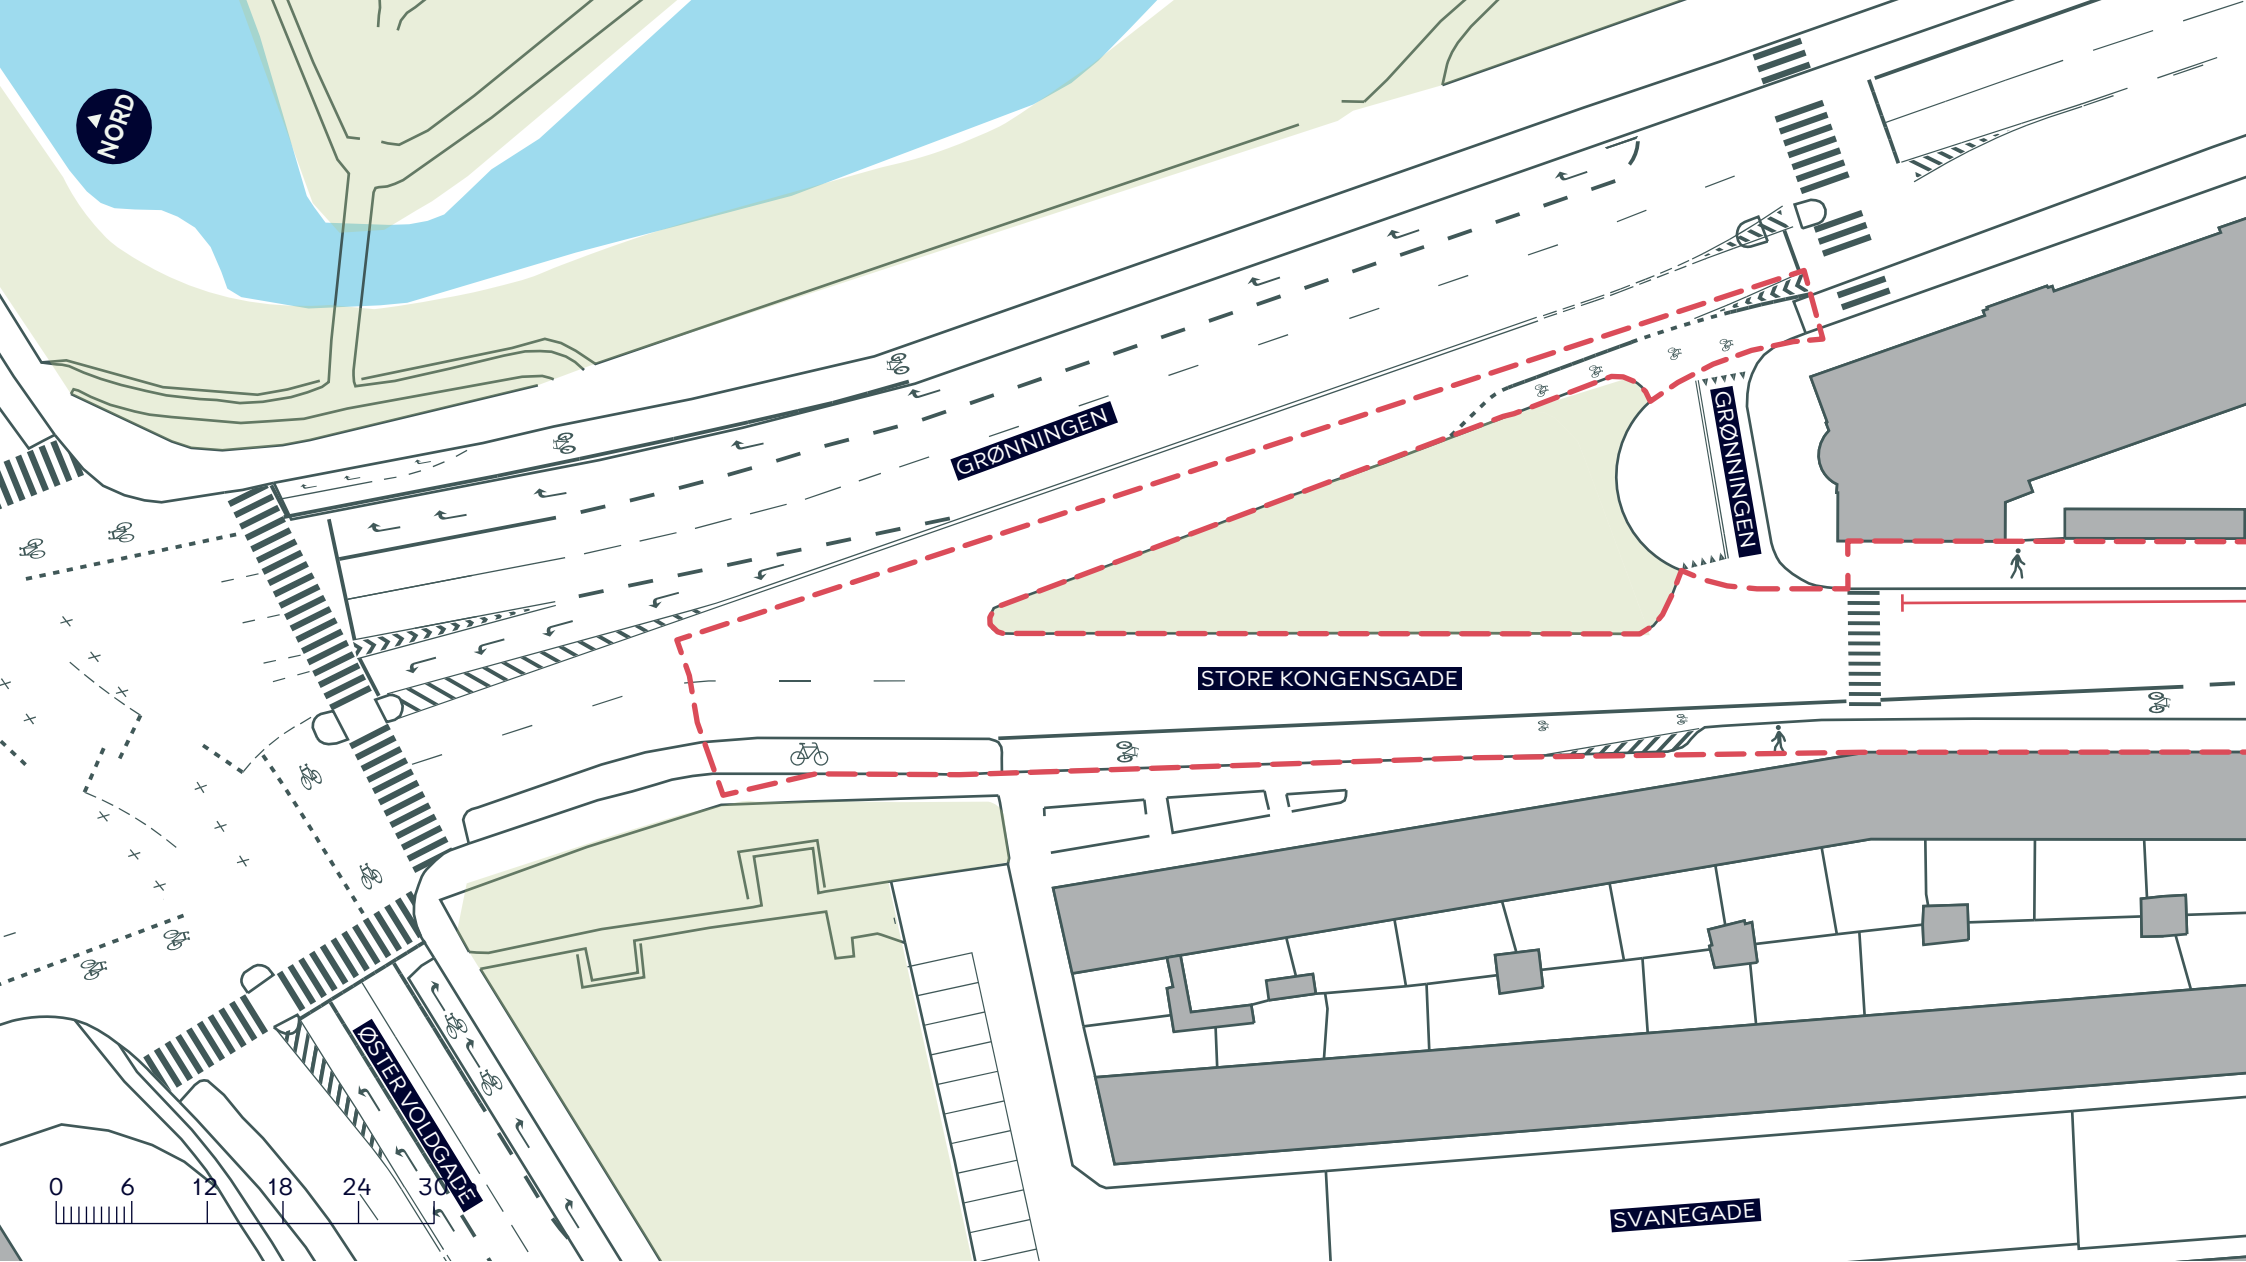 NORD
GRØNNINGEN
GRØNNINGEN
STORE KONGENSGADE
ØSTER VOLDGADE
0 6 12 18 24 30
SVANEGADE